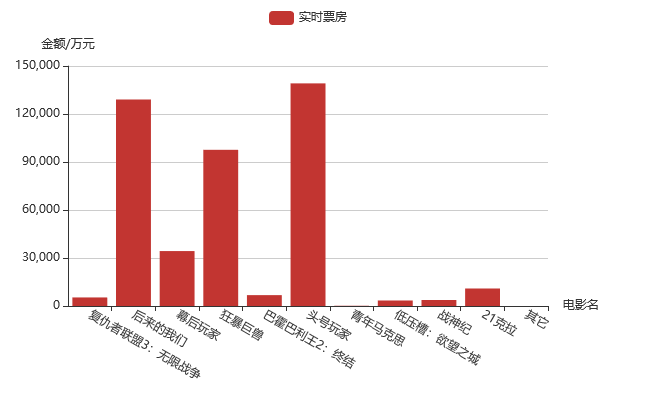 实时票房
金额/万元
150,000
120,000
90,000
60,000
30,000
0
电影名
复仇者联盟3：无限战争
后来的我们
幕后玩家
狂暴巨兽
巴霍巴利王2：终结
头号玩家
青年马克思
低压槽：欲望之城
战神纪
21克拉
其它